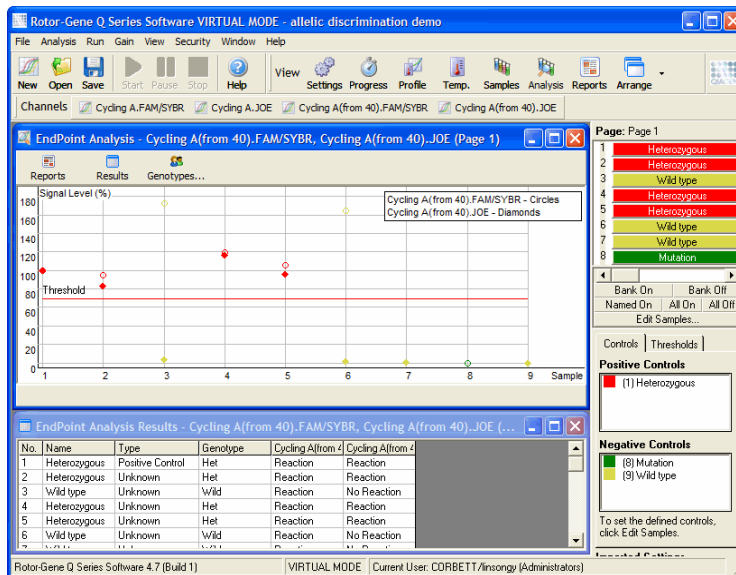 Rotor-Gene Q Series Software VIRTUAL MODE - allelic discrimination demo
File Analysis Run Gain View Security Window Help
New Open Save Start Pause Stop Help View Settings Progress Profile Temp. Samples Analysis Reports Arrange
Channels Cycling A.FAM/SYBR Cycling A.JOE Cycling A(from 40).FAM/SYBR Cycling A(from 40).JOE
EndPoint Analysis - Cycling A(from 40).FAM/SYBR, Cycling A(from 40).JOE (Page 1)
Reports Results Genotypes...
Signal Level (%)
Cycling A(from 40).FAM/SYBR - Circles
Cycling A(from 40).JOE - Diamonds
180
160
140
120
100
80
Threshold
60
40
20
0
1 2 3 4 5 6 7 8 9 Sample
Page: Page 1
1 Heterozygous
2 Heterozygous
3 Wild type
4 Heterozygous
5 Heterozygous
6 Wild type
7 Wild type
8 Mutation
Bank On Bank Off
Named On All On All Off
Edit Samples...
Controls Thresholds
Positive Controls
(1) Heterozygous
Negative Controls
(8) Mutation
(9) Wild type
To set the defined controls,
click Edit Samples.
EndPoint Analysis Results - Cycling A(from 40).FAM/SYBR, Cycling A(from 40).JOE (...
No. Name Type Genotype Cycling A(from 4 Cycling A(from 4
1 Heterozygous Positive Control Het Reaction Reaction
2 Heterozygous Unknown Het Reaction Reaction
3 Wild type Unknown Wild Reaction No Reaction
4 Heterozygous Unknown Het Reaction Reaction
5 Heterozygous Unknown Het Reaction Reaction
6 Wild type Unknown Wild Reaction No Reaction
Rotor-Gene Q Series Software 4.7 (Build 1) VIRTUAL MODE Current User: CORBETT/linsongy (Administrators)